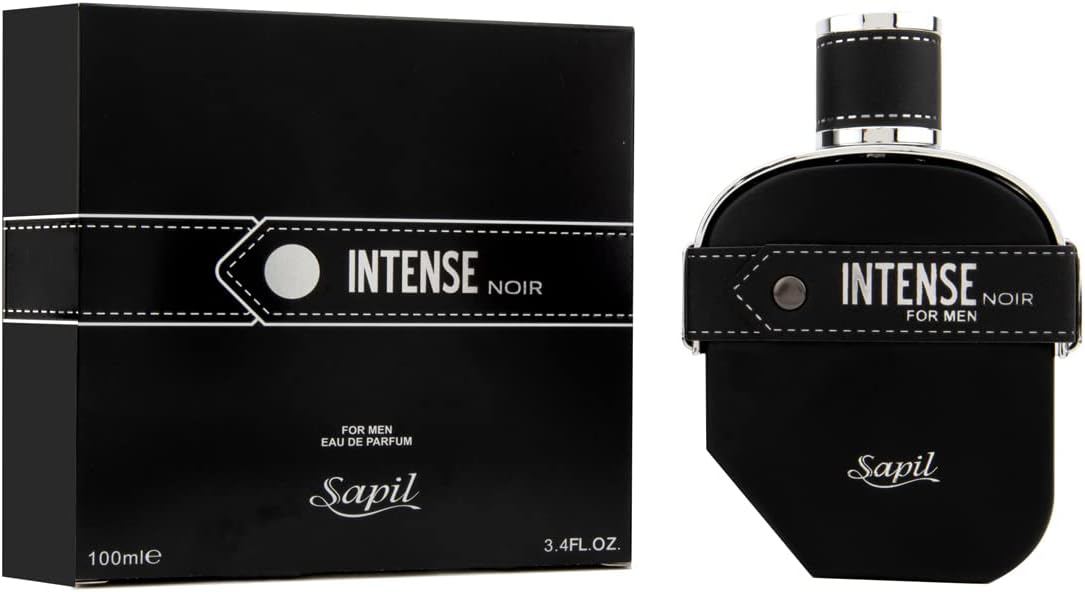 INTENSE NOIR
FOR MEN
EAU DE PARFUM
Sapil
100ml℮
3.4FL.OZ.
INTENSE NOIR
FOR MEN
Sapil